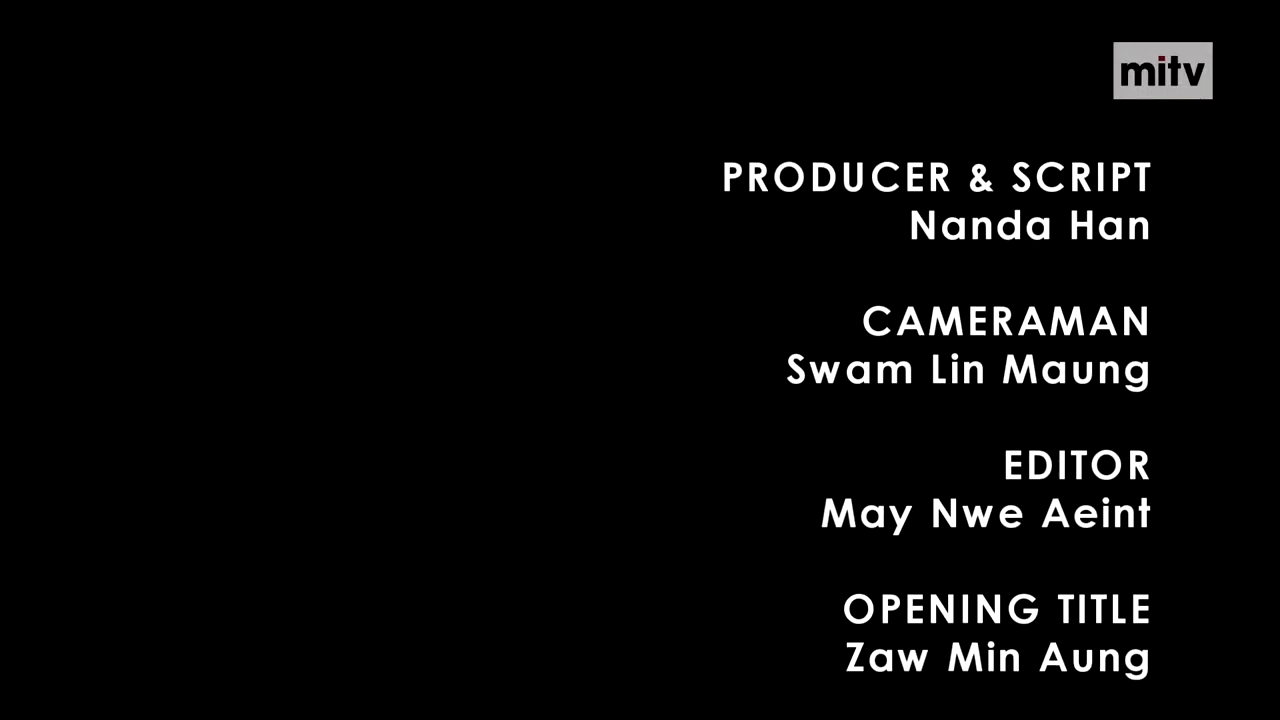 mitv
PRODUCER & SCRIPT
Nanda Han
CAMERAMAN
Swam Lin Maung
EDITOR
May Nwe Aeint
OPENING TITLE
Zaw Min Aung